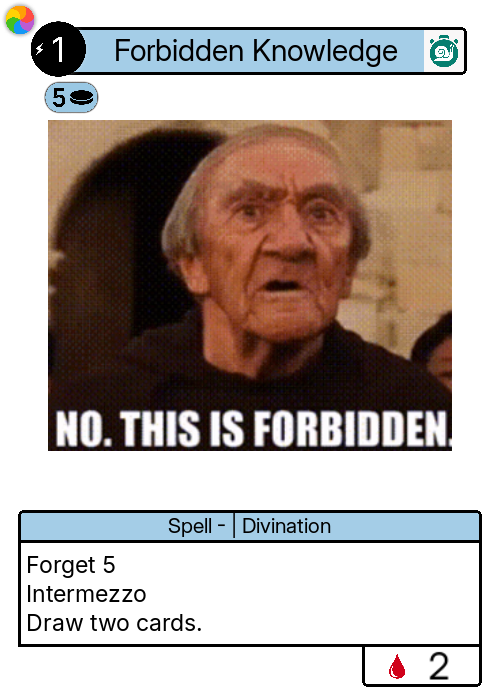 1 Forbidden Knowledge
5
NO. THIS IS FORBIDDEN.
Spell - | Divination
Forget 5
Intermezzo
Draw two cards.
2